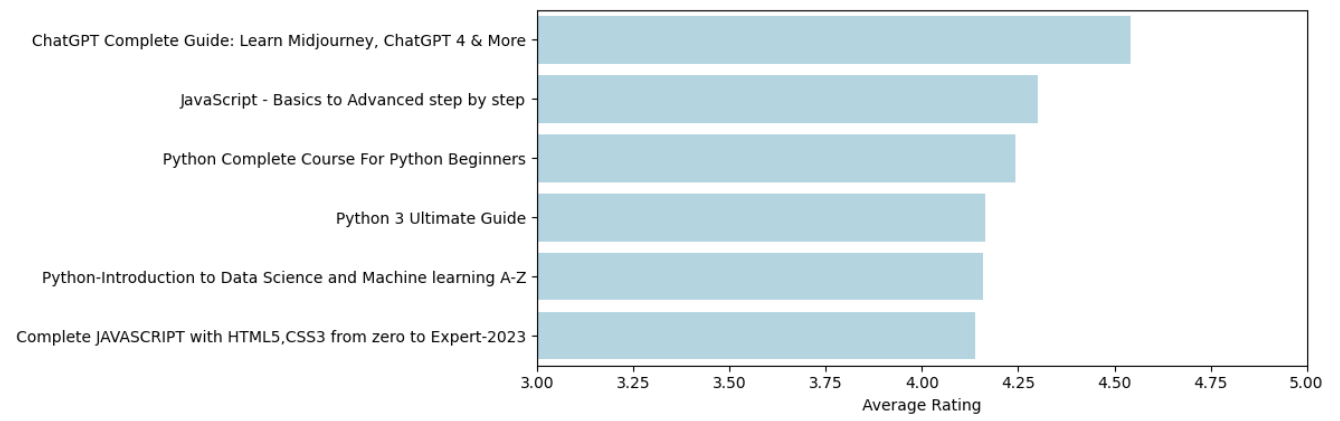 ChatGPT Complete Guide: Learn Midjourney, ChatGPT 4 & More
JavaScript - Basics to Advanced step by step
Python Complete Course For Python Beginners
Python 3 Ultimate Guide
Python-Introduction to Data Science and Machine learning A-Z
Complete JAVASCRIPT with HTML5,CSS3 from zero to Expert-2023
3.00 3.25 3.50 3.75 4.00 4.25 4.50 4.75 5.00
Average Rating